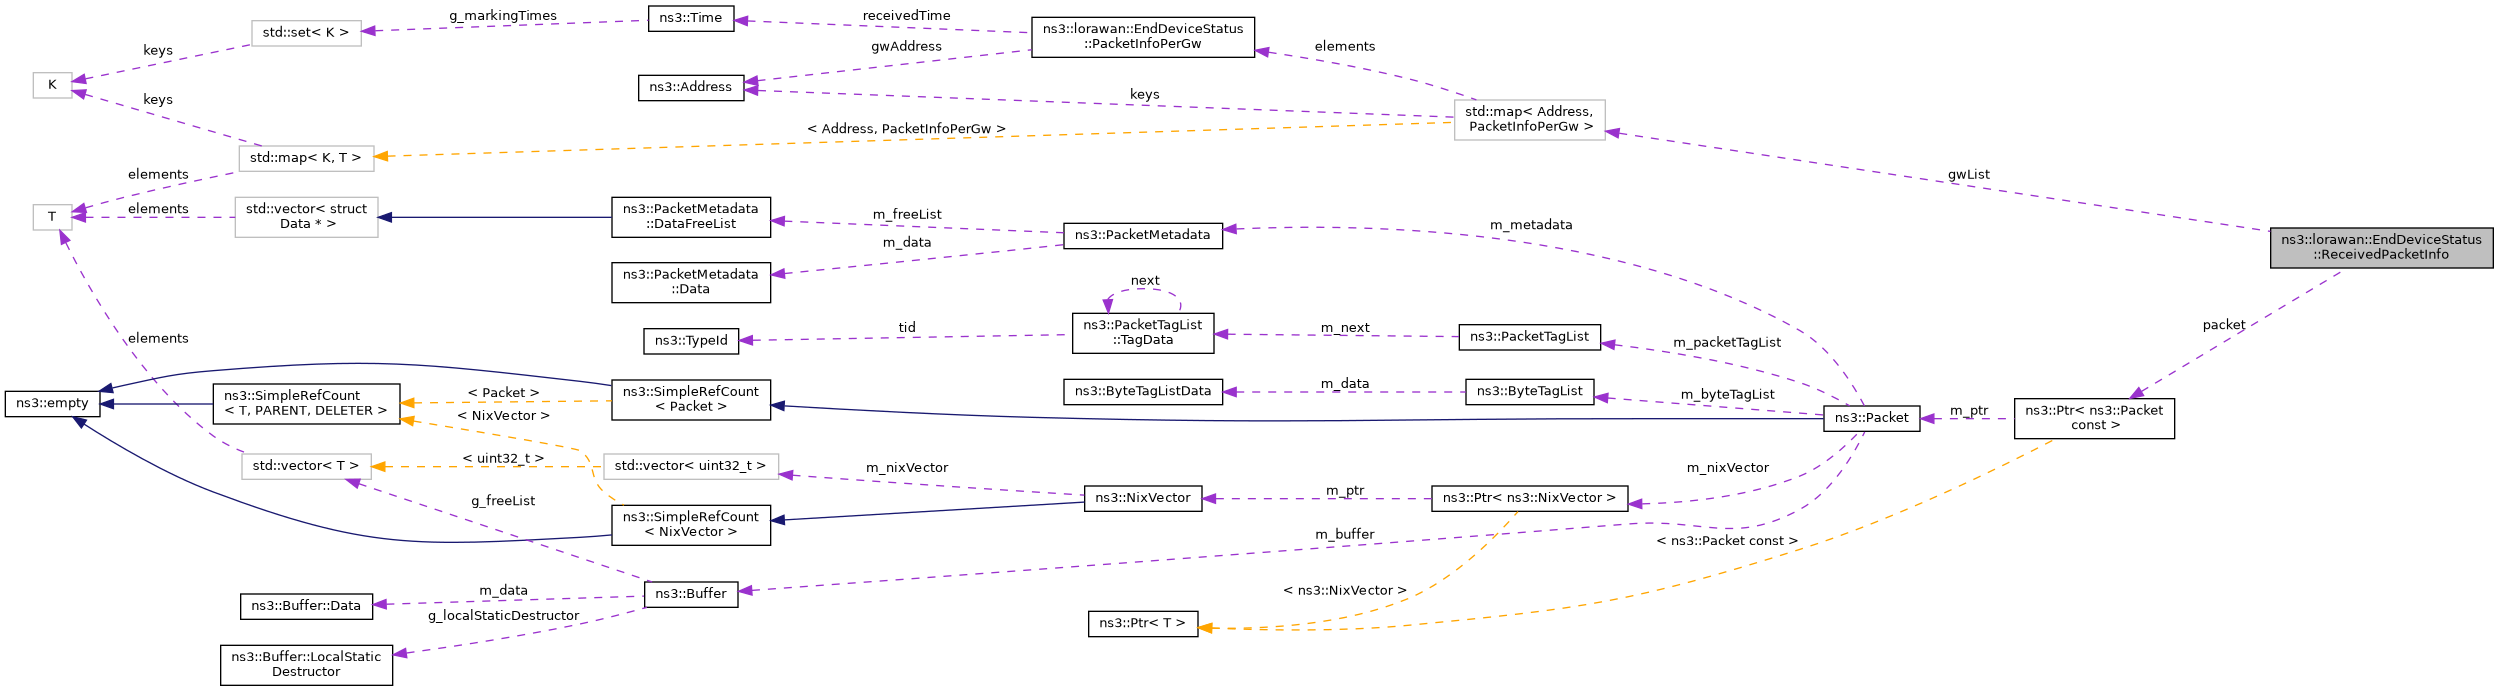 g_markingTimes
ns3::Time
receivedTime
ns3::lorawan::EndDeviceStatus
::PacketInfoPerGw
std::set< K >
keys
gwAddress
elements
K
ns3::Address
keys
keys
std::map< Address,
PacketInfoPerGw >
< Address, PacketInfoPerGw >
std::map< K, T >
elements
gwList
T
elements
std::vector< struct
Data * >
ns3::PacketMetadata
::DataFreeList
m_freeList
ns3::PacketMetadata
m_metadata
m_data
ns3::lorawan::EndDeviceStatus
::ReceivedPacketInfo
ns3::PacketMetadata
::Data
next
ns3::PacketTagList
::TagData
tid
ns3::TypeId
m_next
ns3::PacketTagList
m_packetTagList
packet
elements
ns3::empty
ns3::SimpleRefCount
< T, PARENT, DELETER >
< Packet >
ns3::SimpleRefCount
< Packet >
ns3::ByteTagListData
m_data
ns3::ByteTagList
m_byteTagList
ns3::Packet
m_ptr
ns3::Ptr< ns3::Packet
const >
< NixVector >
std::vector< T >
< uint32_t >
std::vector< uint32_t >
m_nixVector
m_nixVector
g_freeList
ns3::NixVector
m_ptr
ns3::Ptr< ns3::NixVector >
ns3::SimpleRefCount
< NixVector >
m_buffer
< ns3::Packet const >
ns3::Buffer::Data
m_data
ns3::Buffer
< ns3::NixVector >
g_localStaticDestructor
ns3::Ptr< T >
ns3::Buffer::LocalStatic
Destructor